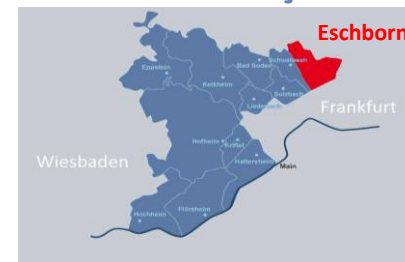 Eschborn
Schwalbach
Bad Soden
Eppstein
Kelkheim
Sulzbach
Liederbach
Frankfurt
Hofheim
Kriftel
Wiesbaden
Hattersheim
Main
Flörsheim
Hochheim